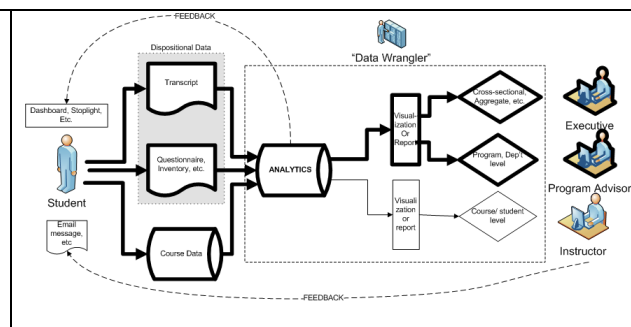 FEEDBACK
"Data Wrangler"
Dispositional Data
Transcript
Cross-sectional,
Aggregate, etc.
Executive
Dashboard, Stoplight,
Etc.
Visual-
ization
Or
Report
Questionnaire,
Inventory, etc.
ANALYTICS
Program, Dep't
level
Program Advisor
Student
Visuali
zation
or
report
Course/ student
level
Instructor
Email
message,
etc
Course Data
FEEDBACK